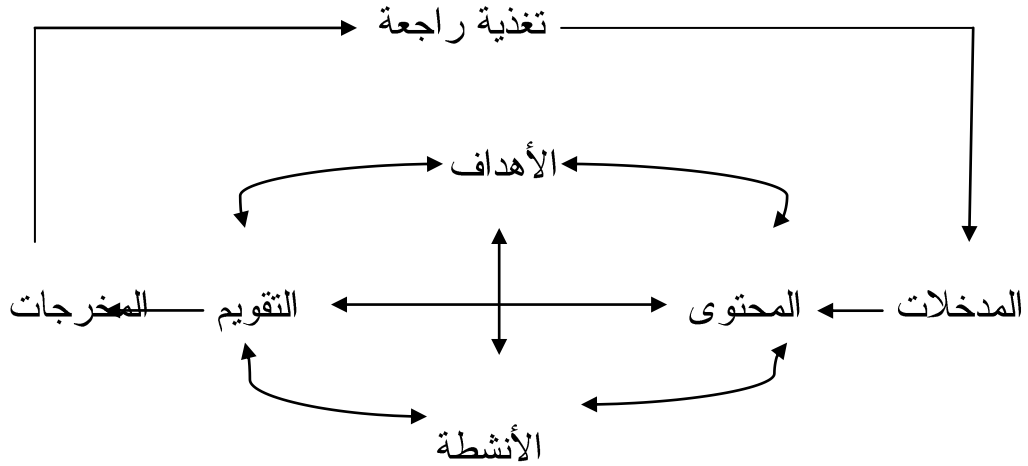 تغذية راجعة
الأهداف
المدخلات
المحتوى
التقويم
المخرجات
الأنشطة